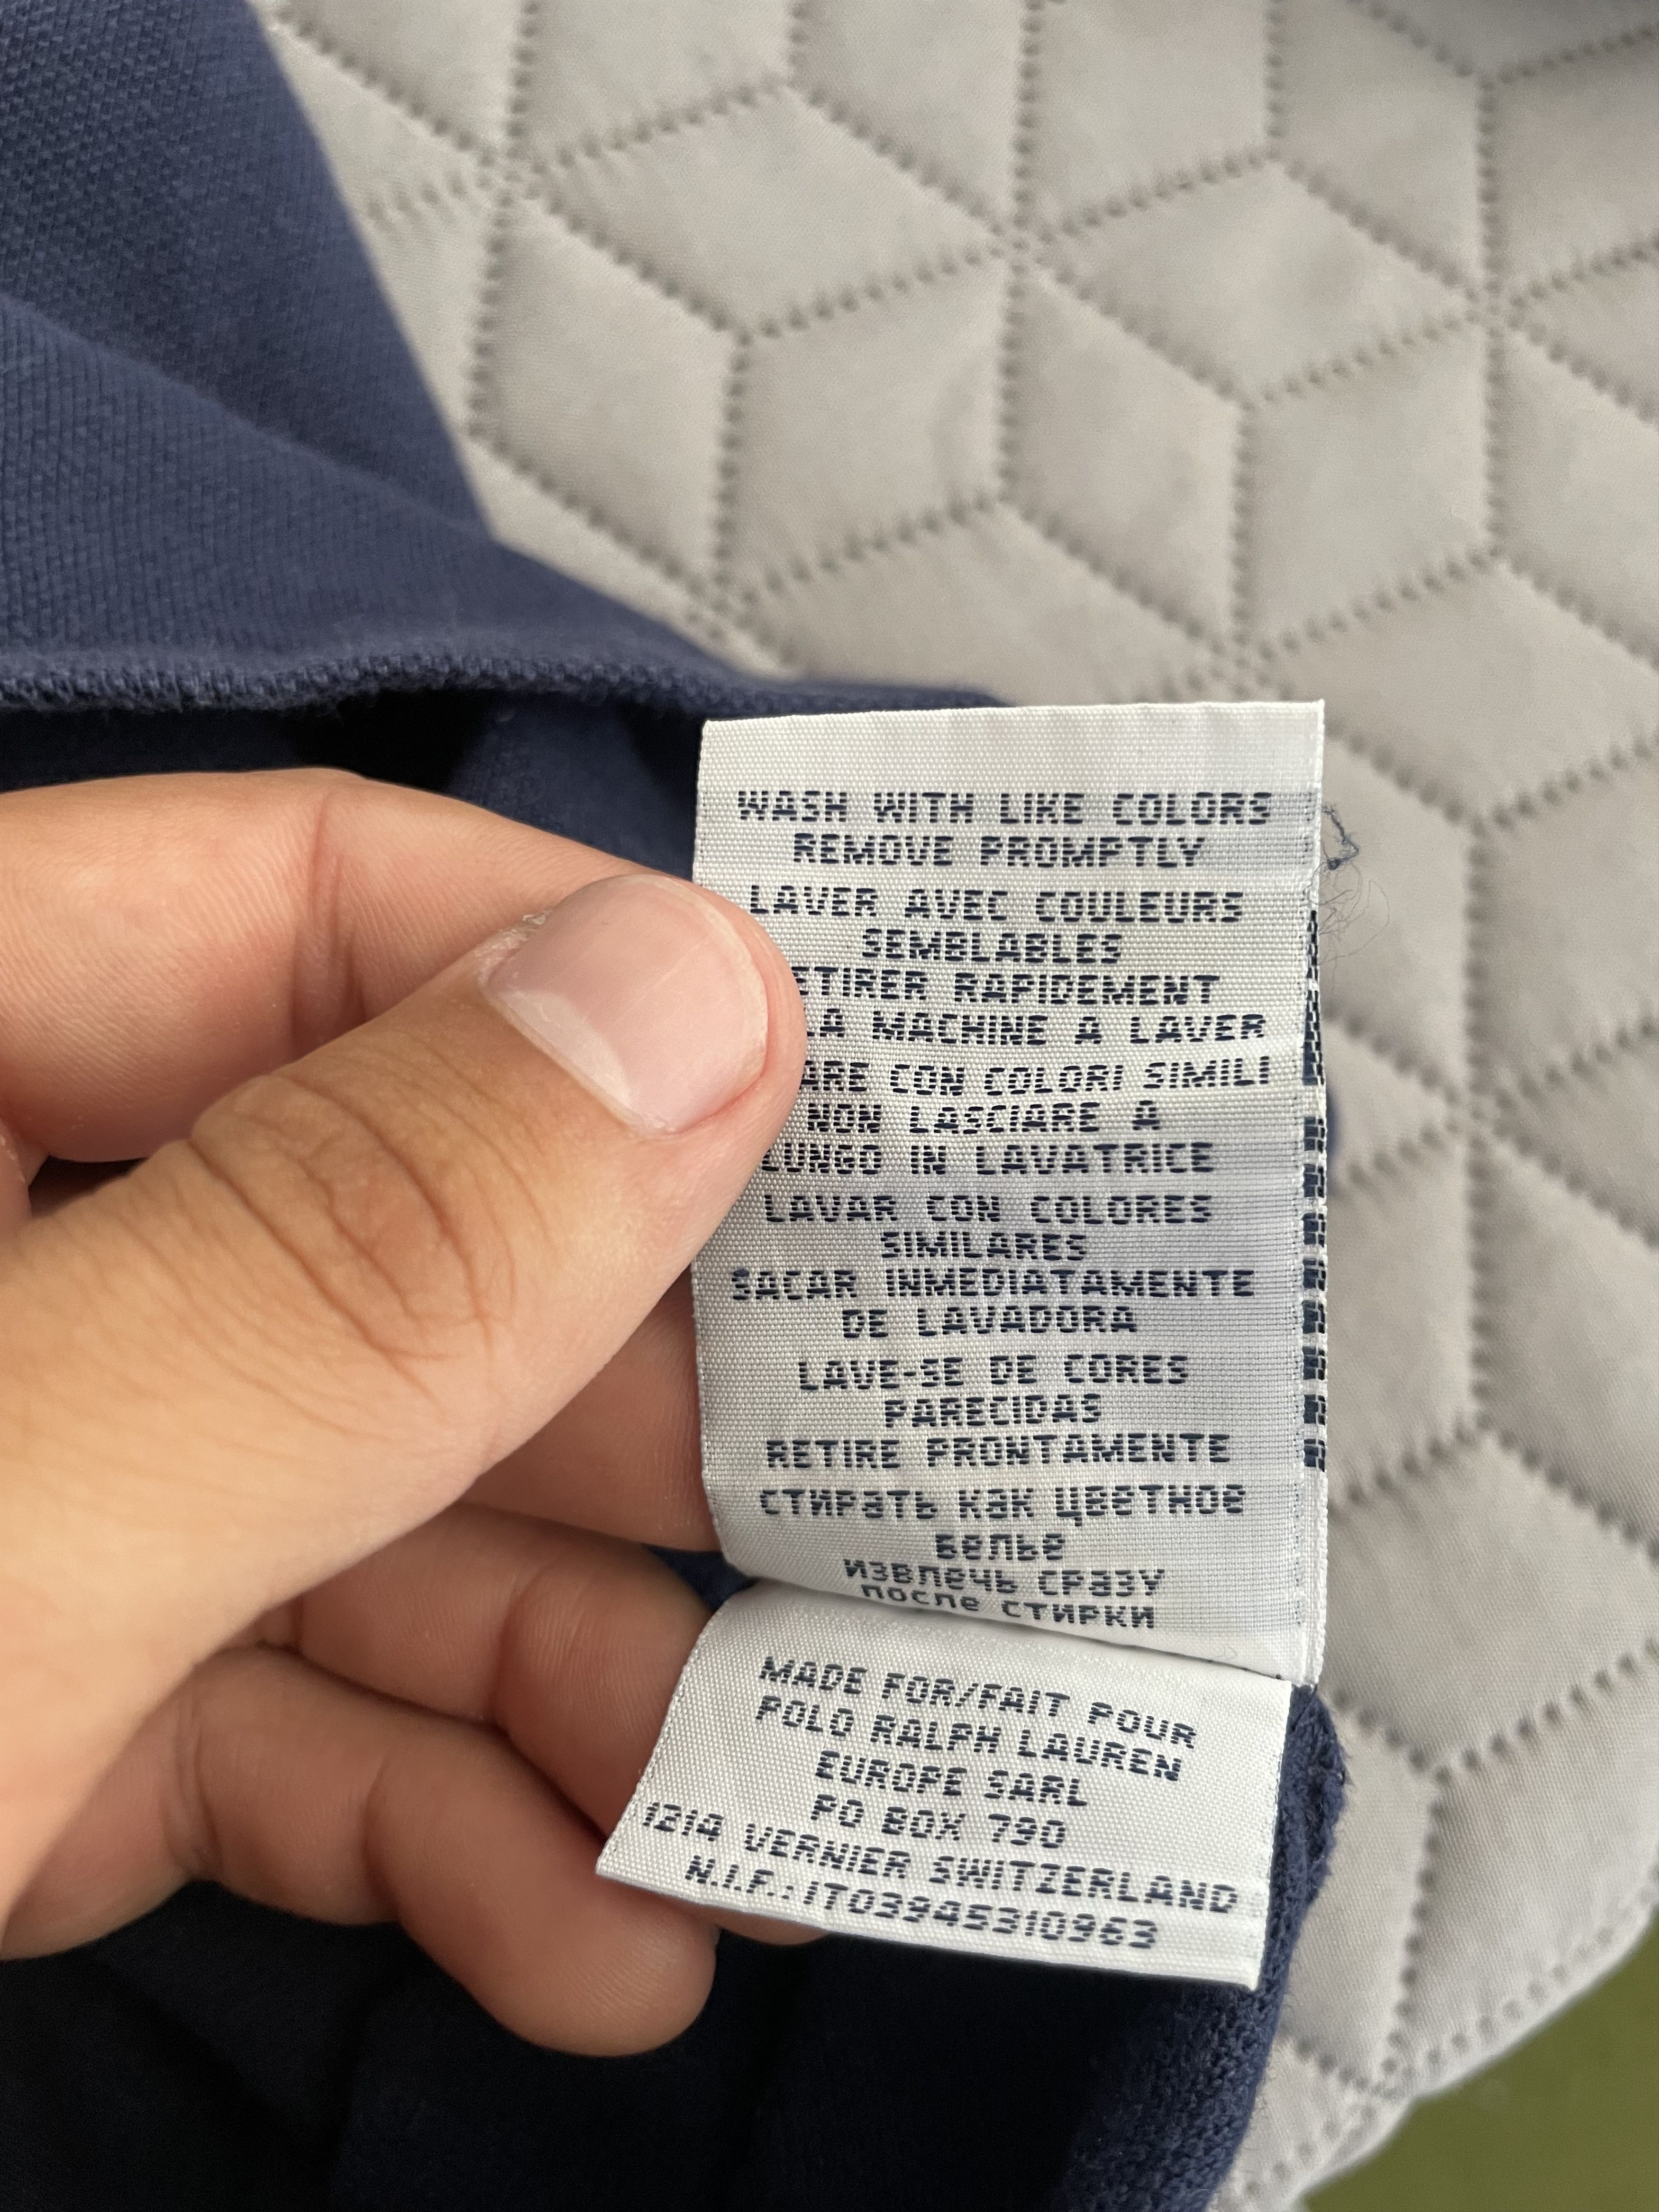 WASH WITH LIKE COLORS
REMOVE PROMPTLY
LAVER AVEC COULEURS
SEMBLABLES
RAPIDEMENT
LA MACHINE A LAVER
CON COLORI SIMILI
NON LASCIARE A
LUNGO IN LAVATRICE
LAVAR CON COLORES
SIMILARES
SACAR INMEDIATAMENTE
DE LAVADORA
LAVE-SE DE CORES
PARECIDAS
RETIRE PRONTAMENTE
стирать как цветное
белье
извлечь сразу
после стирки
MADE FOR/FAIT POUR
POLO RALPH LAUREN
EUROPE SARL
PO BOX 790
1214 VERNIER SWITZERLAND
N.I.F.: IT03945310963